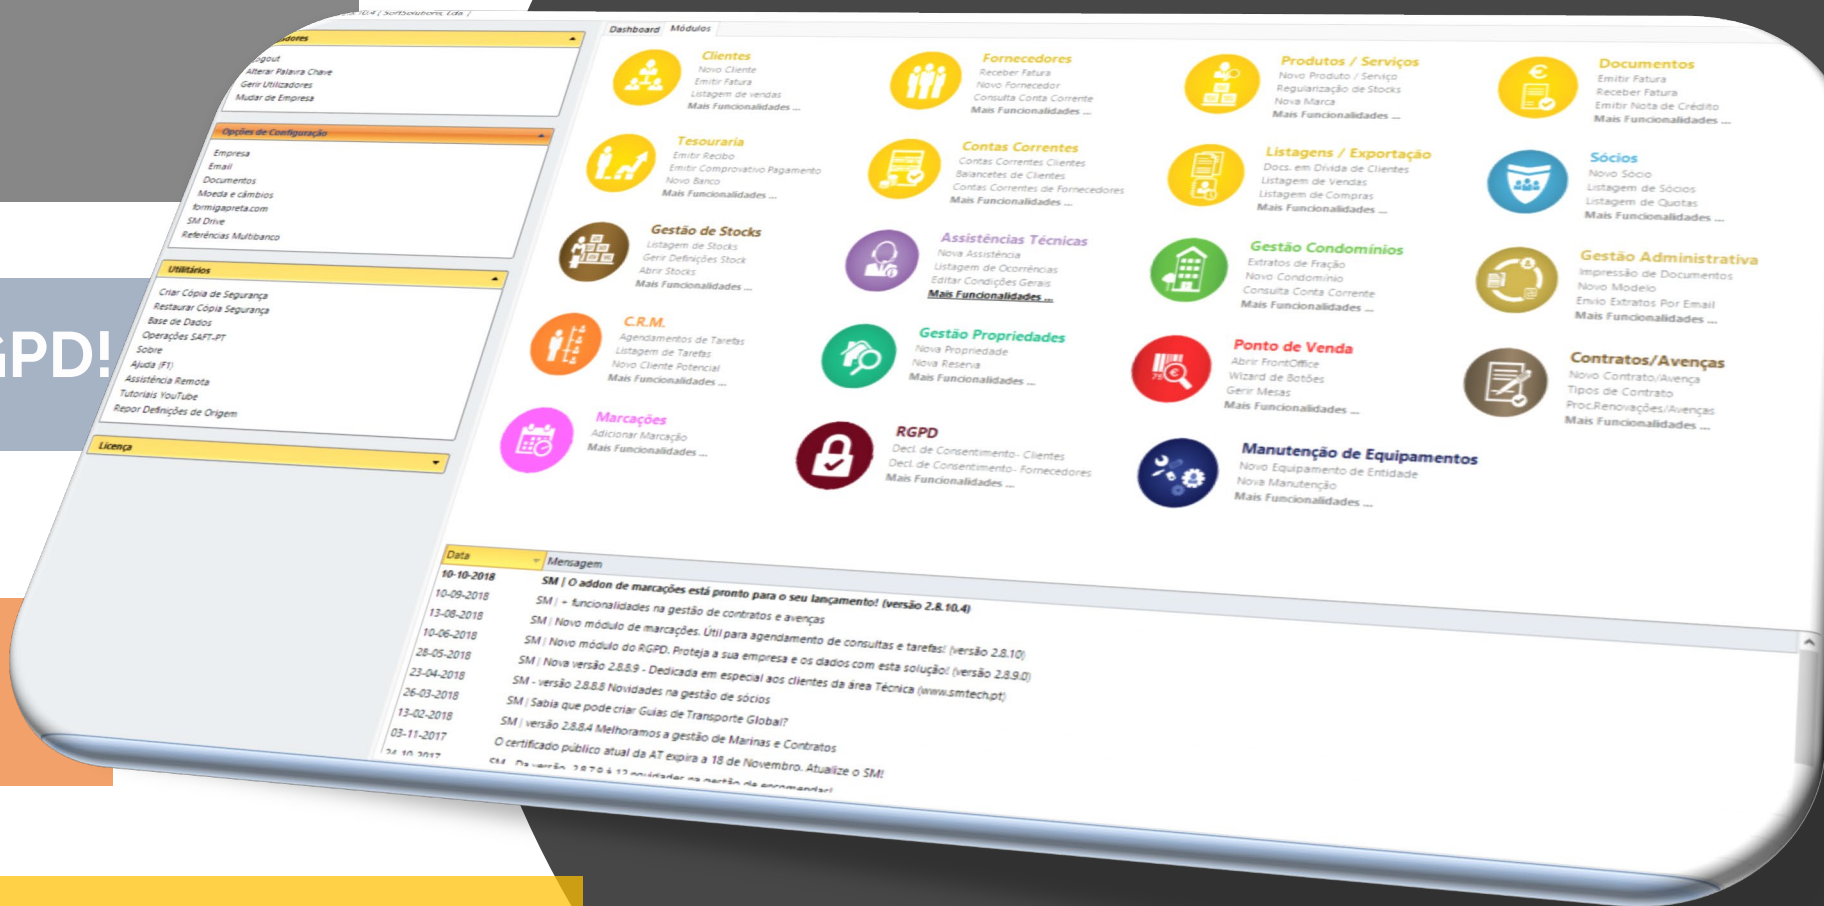 10.4 | SoftSolutions, Lda. |
Logout
Alterar Palavra Chave
Gerir Utilizadores
Mudar de Empresa
Opções de Configuração
Empresa
Email
Documentos
Moeda e câmbios
formigapreta.com
SM Drive
Referências Multibanco
Utilitários
Criar Cópia de Segurança
Restaurar Cópia Segurança
Base de Dados
Operações SAFT-PT
Sobre
Ajuda (F1)
Assistência Remota
Tutoriais YouTube
Repor Definições de Origem
Licença
GPD!
Dashboard Módulos
Clientes
Novo Cliente
Emitir Fatura
Listagem de vendas
Mais Funcionalidades ...
Fornecedores
Receber Fatura
Novo Fornecedor
Consulta Conta Corrente
Mais Funcionalidades ...
Produtos / Serviços
Novo Produto / Serviço
Regularização de Stocks
Nova Marca
Mais Funcionalidades ...
Documentos
Emitir Fatura
Receber Fatura
Emitir Nota de Crédito
Mais Funcionalidades ...
Tesouraria
Emitir Recibo
Emitir Comprovativo Pagamento
Novo Banco
Mais Funcionalidades ...
Contas Correntes
Contas Correntes Clientes
Balancetes de Clientes
Contas Correntes de Fornecedores
Mais Funcionalidades ...
Listagens / Exportação
Docs. em Dívida de Clientes
Listagem de Vendas
Listagem de Compras
Mais Funcionalidades ...
Sócios
Novo Sócio
Listagem de Sócios
Listagem de Quotas
Mais Funcionalidades ...
Gestão de Stocks
Listagem de Stocks
Gerir Definições Stock
Abrir Stocks
Mais Funcionalidades ...
Assistências Técnicas
Nova Assistência
Listagem de Ocorrências
Editar Condições Gerais
Mais Funcionalidades ...
Gestão Condomínios
Extratos de Fração
Novo Condomínio
Consulta Conta Corrente
Mais Funcionalidades ...
Gestão Administrativa
Impressão de Documentos
Novo Modelo
Envio Extratos Por Email
Mais Funcionalidades ...
C.R.M.
Agendamentos de Tarefas
Listagem de Tarefas
Novo Cliente Potencial
Mais Funcionalidades ...
Gestão Propriedades
Nova Propriedade
Nova Reserva
Mais Funcionalidades ...
Ponto de Venda
Abrir FrontOffice
Wizard de Botões
Gerir Mesas
Mais Funcionalidades ...
Contratos/Avenças
Novo Contrato/Avença
Tipos de Contrato
Proc.Renovações/Avenças
Mais Funcionalidades ...
Marcações
Adicionar Marcação
Mais Funcionalidades ...
RGPD
Decl. de Consentimento- Clientes
Decl. de Consentimento- Fornecedores
Mais Funcionalidades ...
Manutenção de Equipamentos
Novo Equipamento de Entidade
Nova Manutenção
Mais Funcionalidades ...
Data Mensagem
10-10-2018 SM | O addon de marcações está pronto para o seu lançamento! (versão 2.8.10.4)
10-09-2018 SM | + funcionalidades na gestão de contratos e avenças
13-08-2018 SM | Novo módulo de marcações. Útil para agendamento de consultas e tarefas! (versão 2.8.10)
10-06-2018 SM | Novo módulo do RGPD. Proteja a sua empresa e os dados com esta solução! (versão 2.8.9.0)
28-05-2018 SM | Nova versão 2.8.8.9 - Dedicada em especial aos clientes da área Técnica (www.smtech.pt)
23-04-2018 SM - versão 2.8.8.8 Novidades na gestão de sócios
26-03-2018 SM | Sabia que pode criar Guias de Transporte Global?
13-02-2018 SM | versão 2.8.8.4 Melhoramos a gestão de Marinas e Contratos
03-11-2017 O certificado público atual da AT expira a 18 de Novembro. Atualize o SM!
24-10-2017 SM - Da versão 2.8.7.9 à 12 novidades na gestão de encomendas!